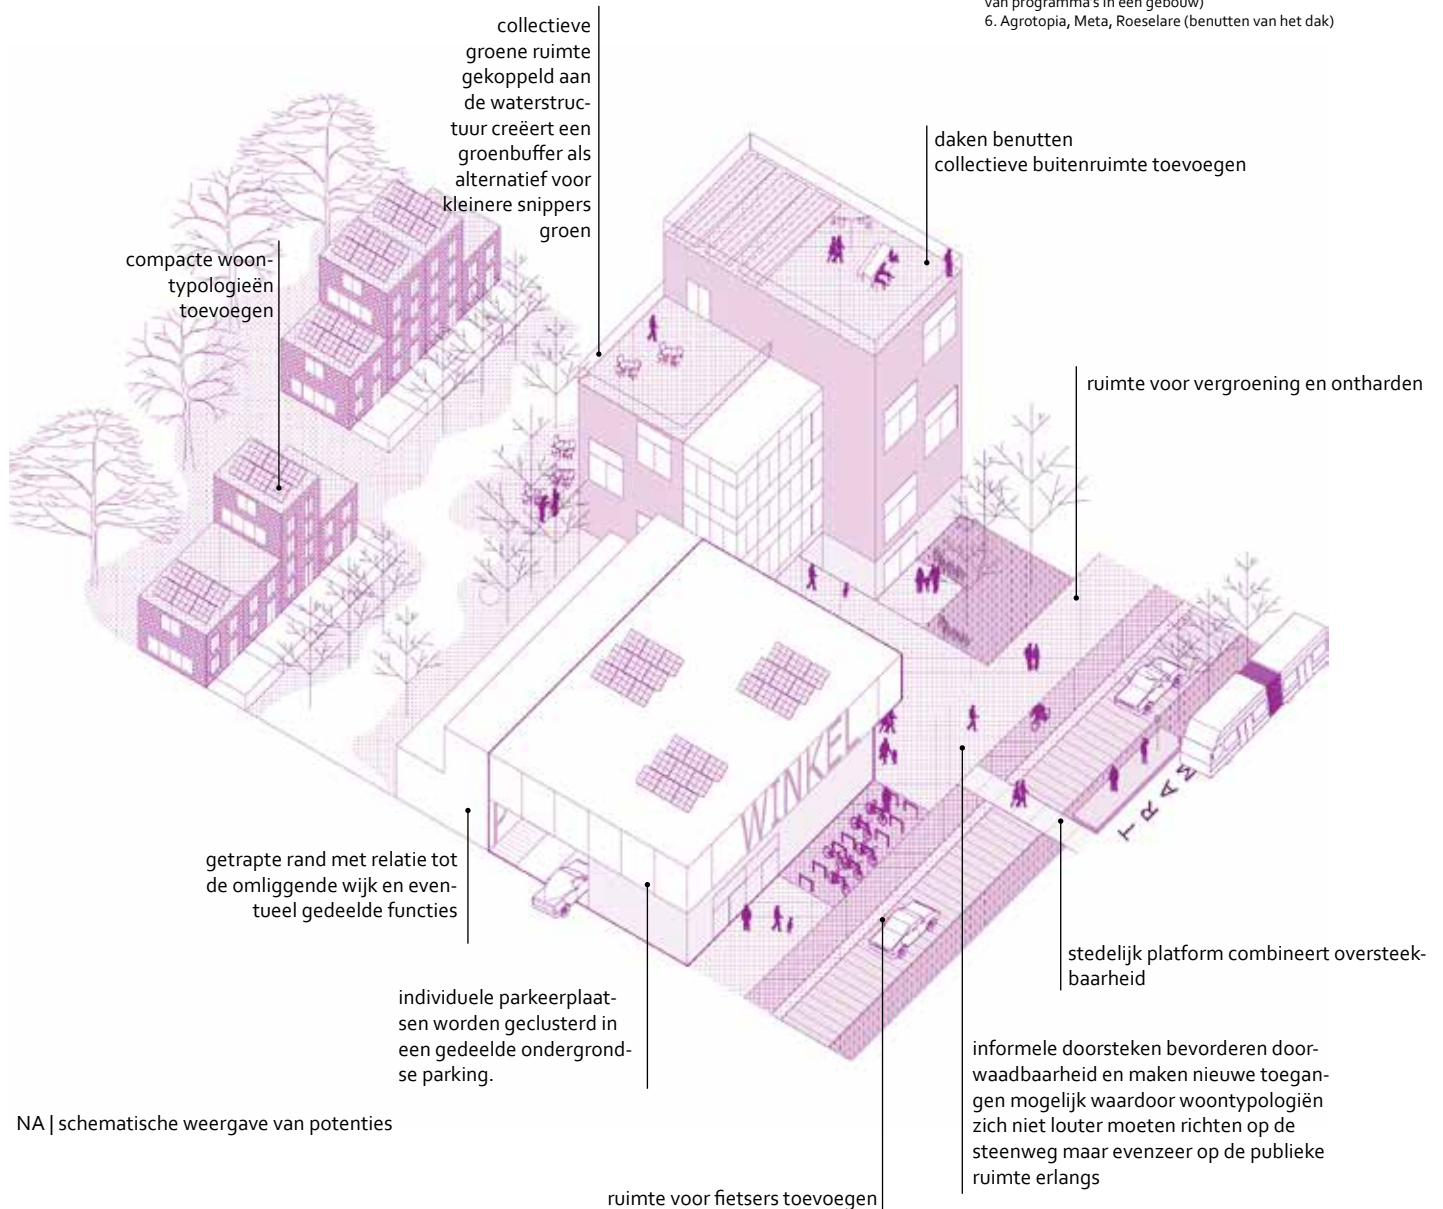 van programma's in een gebouw)
6. Agrotopia, Meta, Roeselare (benutten van het dak)
collectieve
groene ruimte
gekoppeld aan
de waterstruc-
tuur creëert een
groenbuffer als
alternatief voor
kleinere snippers
groen
daken benutten
collectieve buitenruimte toevoegen
compacte woon-
typologieën
toevoegen
ruimte voor vergroening en ontharden
WINKEL
TRAM
P
getrapte rand met relatie tot
de omliggende wijk en even-
tueel gedeelde functies
stedelijk platform combineert oversteek-
baarheid
individuele parkeerplaat-
sen worden geclusterd in
een gedeelde ondergrond-
se parking.
informele doorsteken bevorderen door-
waadbaarheid en maken nieuwe toegan-
gen mogelijk waardoor woontypologiën
zich niet louter moeten richten op de
steenweg maar evenzeer op de publieke
ruimte erlangs
NA | schematische weergave van potenties
ruimte voor fietsers toevoegen